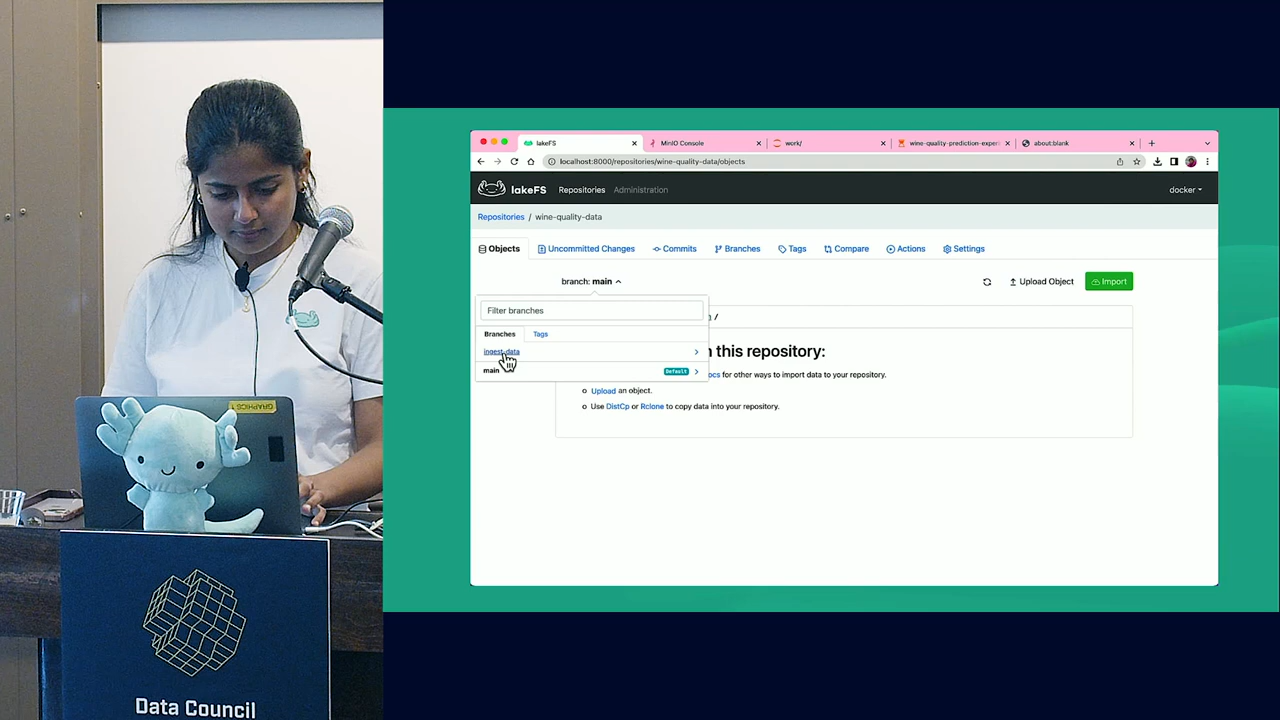 GRAPHICS 1
Data Council
lakeFS
MinIO Console
work/
wine-quality-prediction-exper
about:blank
localhost:8000/repositories/wine-quality-data/objects
lakeFS Repositories Administration docker
Repositories / wine-quality-data
Objects Uncommitted Changes Commits Branches Tags Compare Actions Settings
branch: main Upload Object Import
Filter branches
/
Branches Tags
ingest-data
this repository:
main Default
for other ways to import data to your repository.
Upload an object.
Use DistCp or Rclone to copy data into your repository.